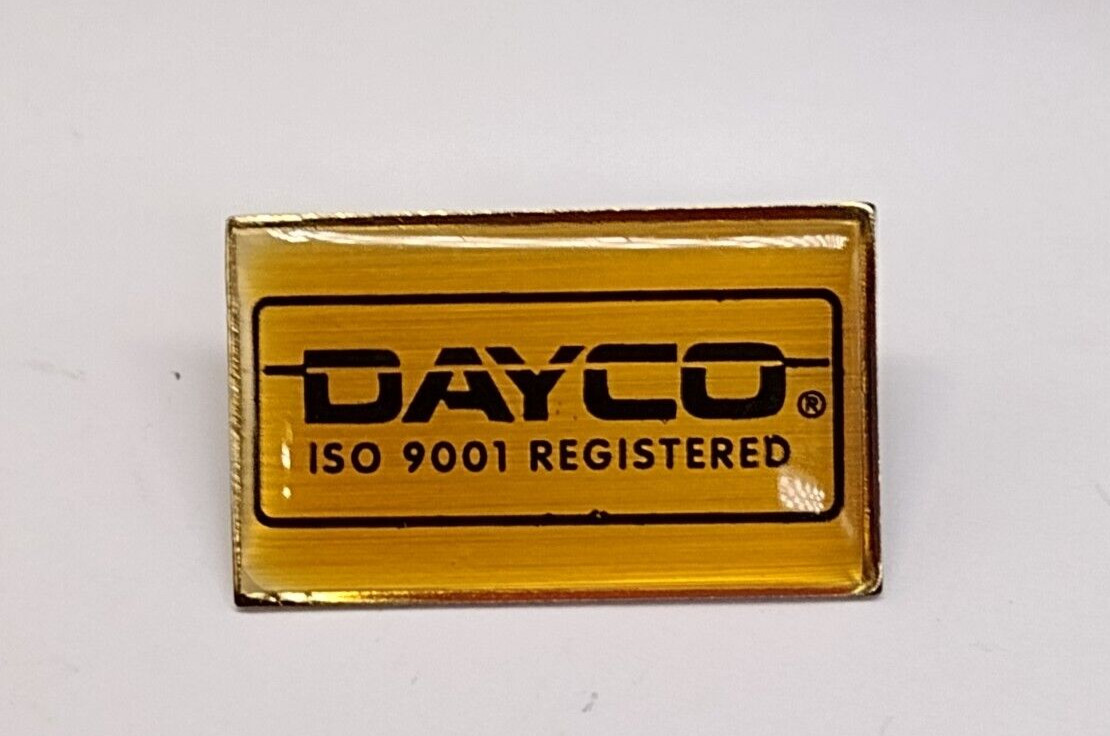 DAYCO®
ISO 9001 REGISTERED